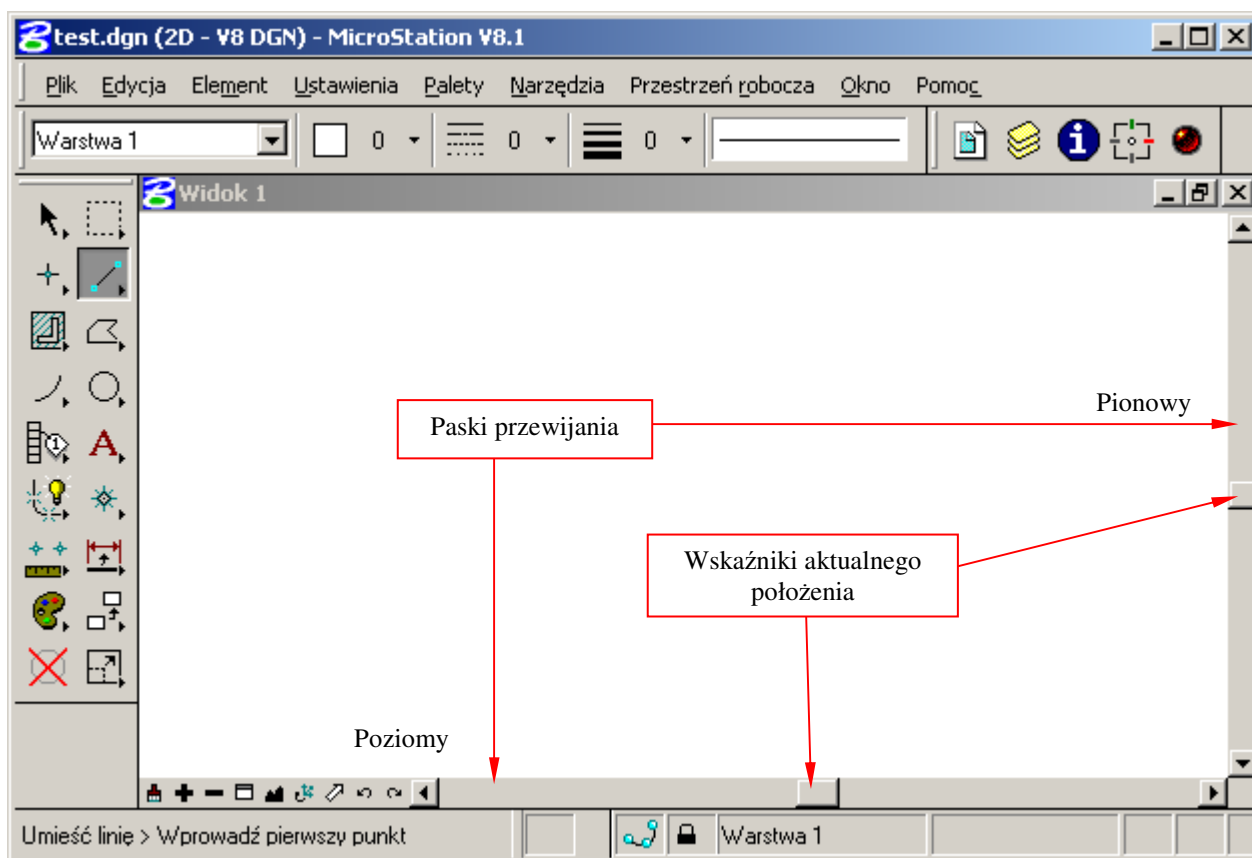 test.dgn (2D - V8 DGN) - MicroStation V8.1
Plik Edycja Element Ustawienia Palety Narzędzia Przestrzeń robocza Okno Pomoc
Warstwa 1 0 0 0
Widok 1
Pionowy
Paski przewijania
Wskaźniki aktualnego
położenia
Poziomy
Umieść linię > Wprowadź pierwszy punkt Warstwa 1